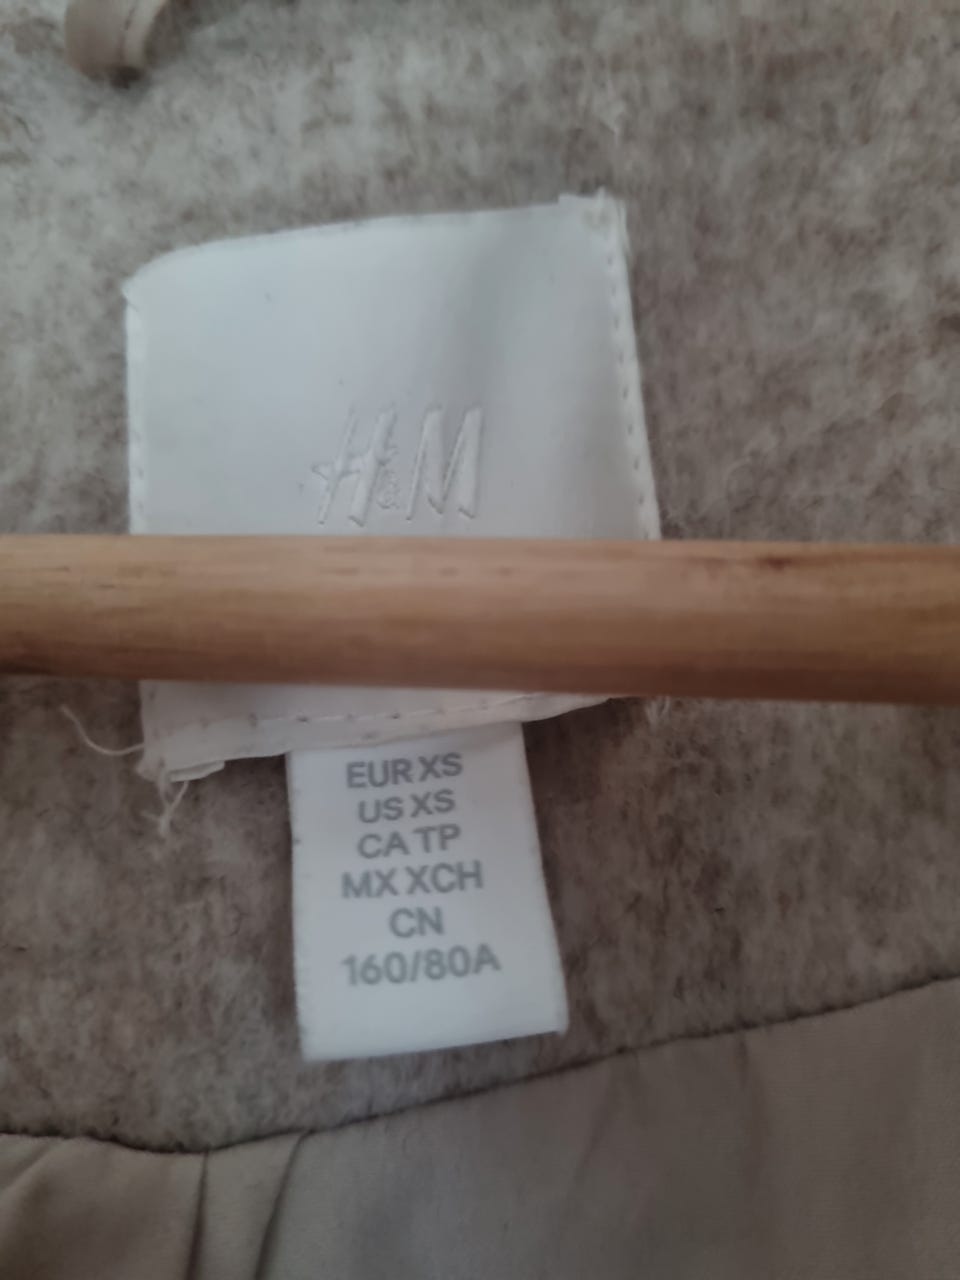 H&M
EUR XS
US XS
CA TP
MX XCH
CN
160/80A